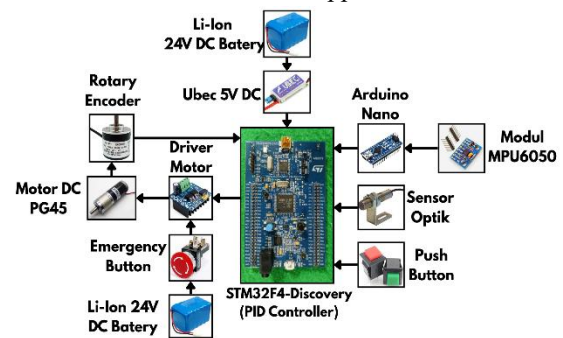 Li-Ion
24V DC Batery
Ubec 5V DC
UBEC
Rotary
Encoder
Arduino
Nano
Modul
MPU6050
Driver
Motor
Motor DC
PG45
Sensor
Optik
Emergency
Button
Push
Button
Li-Ion 24V
DC Batery
STM32F4-Discovery
(PID Controller)